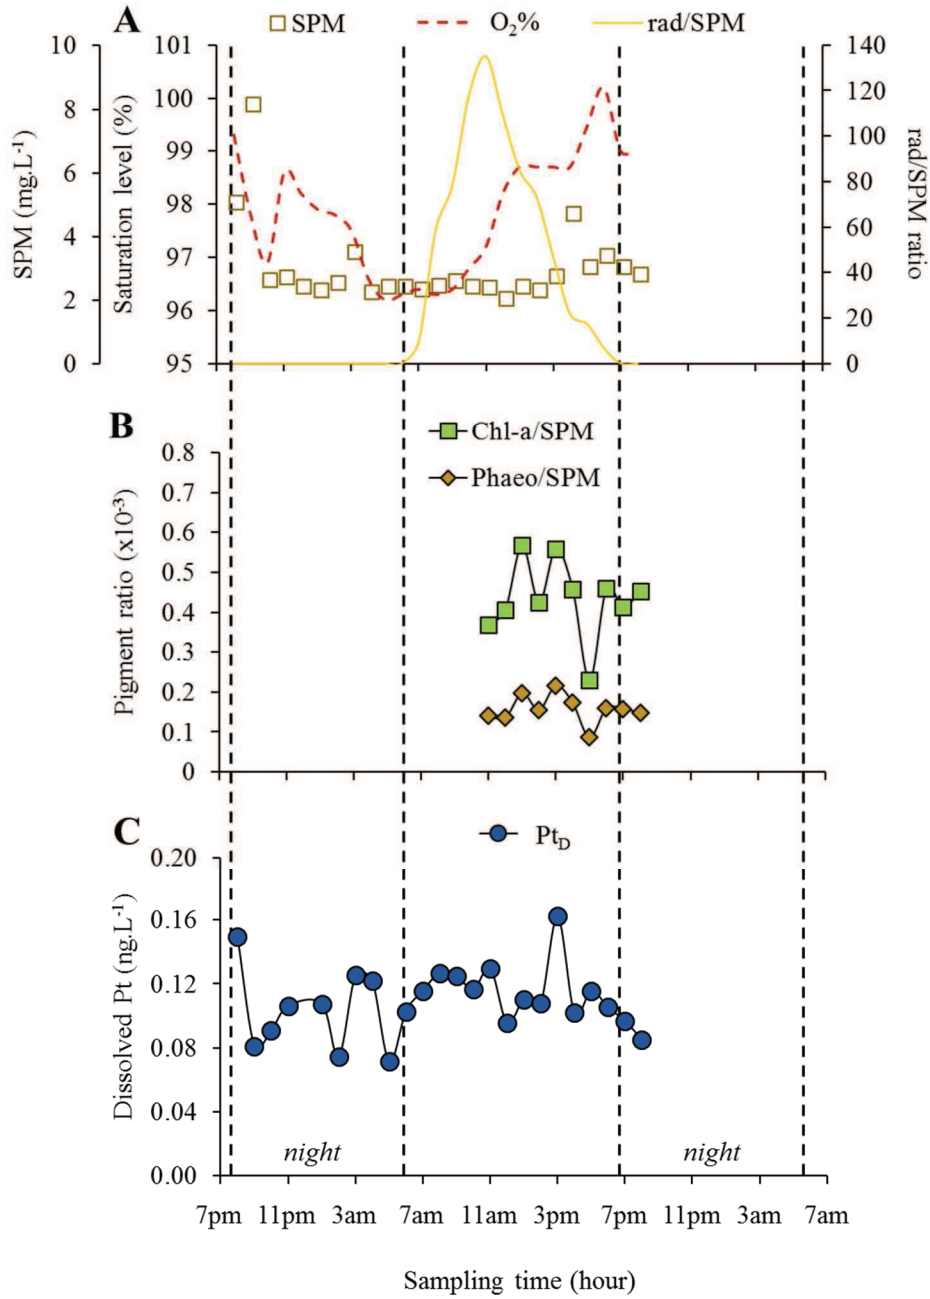 A
SPM
O₂%
rad/SPM
SPM (mg.L⁻¹)
10
8
6
4
2
0
Saturation level (%)
101
100
99
98
97
96
95
140
120
100
80
60
40
20
0
rad/SPM ratio
B
Chl-a/SPM
Phaeo/SPM
Pigment ratio (x10⁻³)
0.8
0.7
0.6
0.5
0.4
0.3
0.2
0.1
0
C
Pt_D
Dissolved Pt (ng.L⁻¹)
0.20
0.16
0.12
0.08
0.04
0.00
night
night
7pm 11pm 3am 7am 11am 3pm 7pm 11pm 3am 7am
Sampling time (hour)